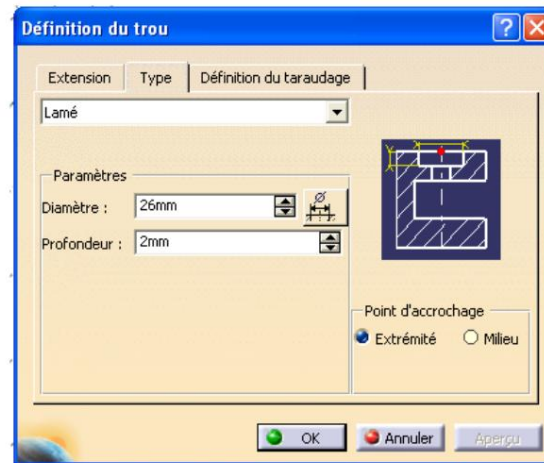 Définition du trou
Extension Type Définition du taraudage
Lamé
Paramètres
Diamètre : 26mm
Profondeur : 2mm
Point d'accrochage
Extrémité Milieu
OK Annuler Aperçu